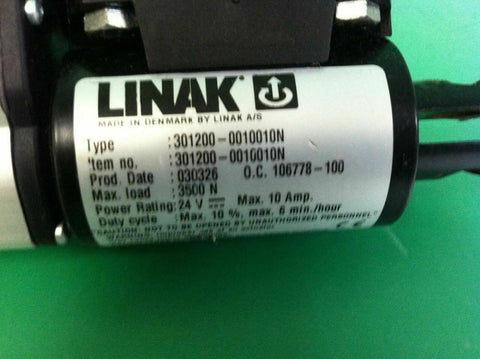 LINAK®
MADE IN DENMARK BY LINAK A/S
Type : 301200-0010010N
Item no. : 301200-0010010N
Prod. Date : 030326 O.C. 106778-100
Max. load : 3500 N
Power Rating: 24 V Max. 10 Amp.
Duty cycle : Max. 10 %, max. 6 min./hour
"CAUTION. NOT TO BE OPENED BY UNAUTHORIZED PERSONNEL"
WARNING.
CE